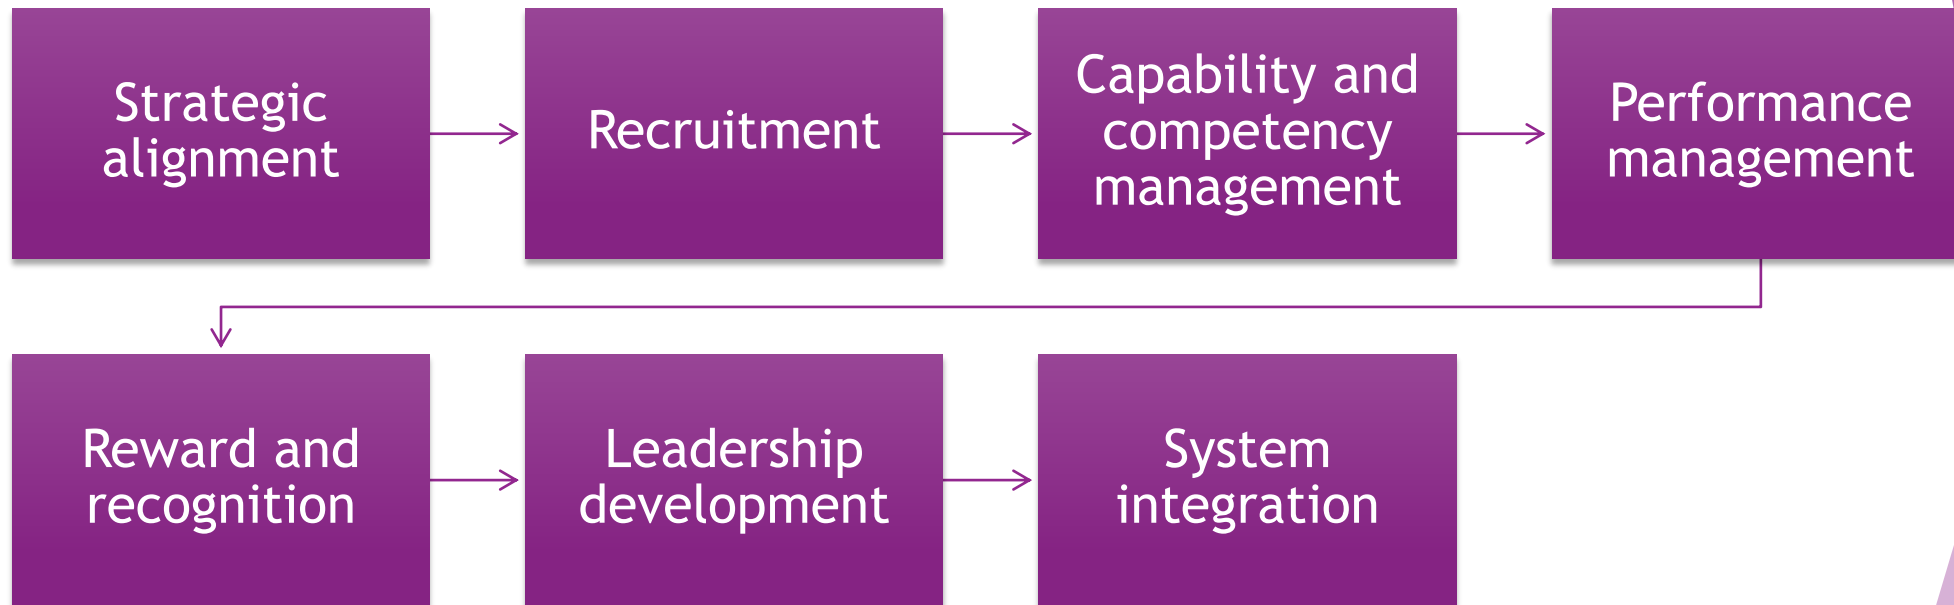 Strategic
alignment
Recruitment
Capability and
competency
management
Performance
management
Reward and
recognition
Leadership
development
System
integration